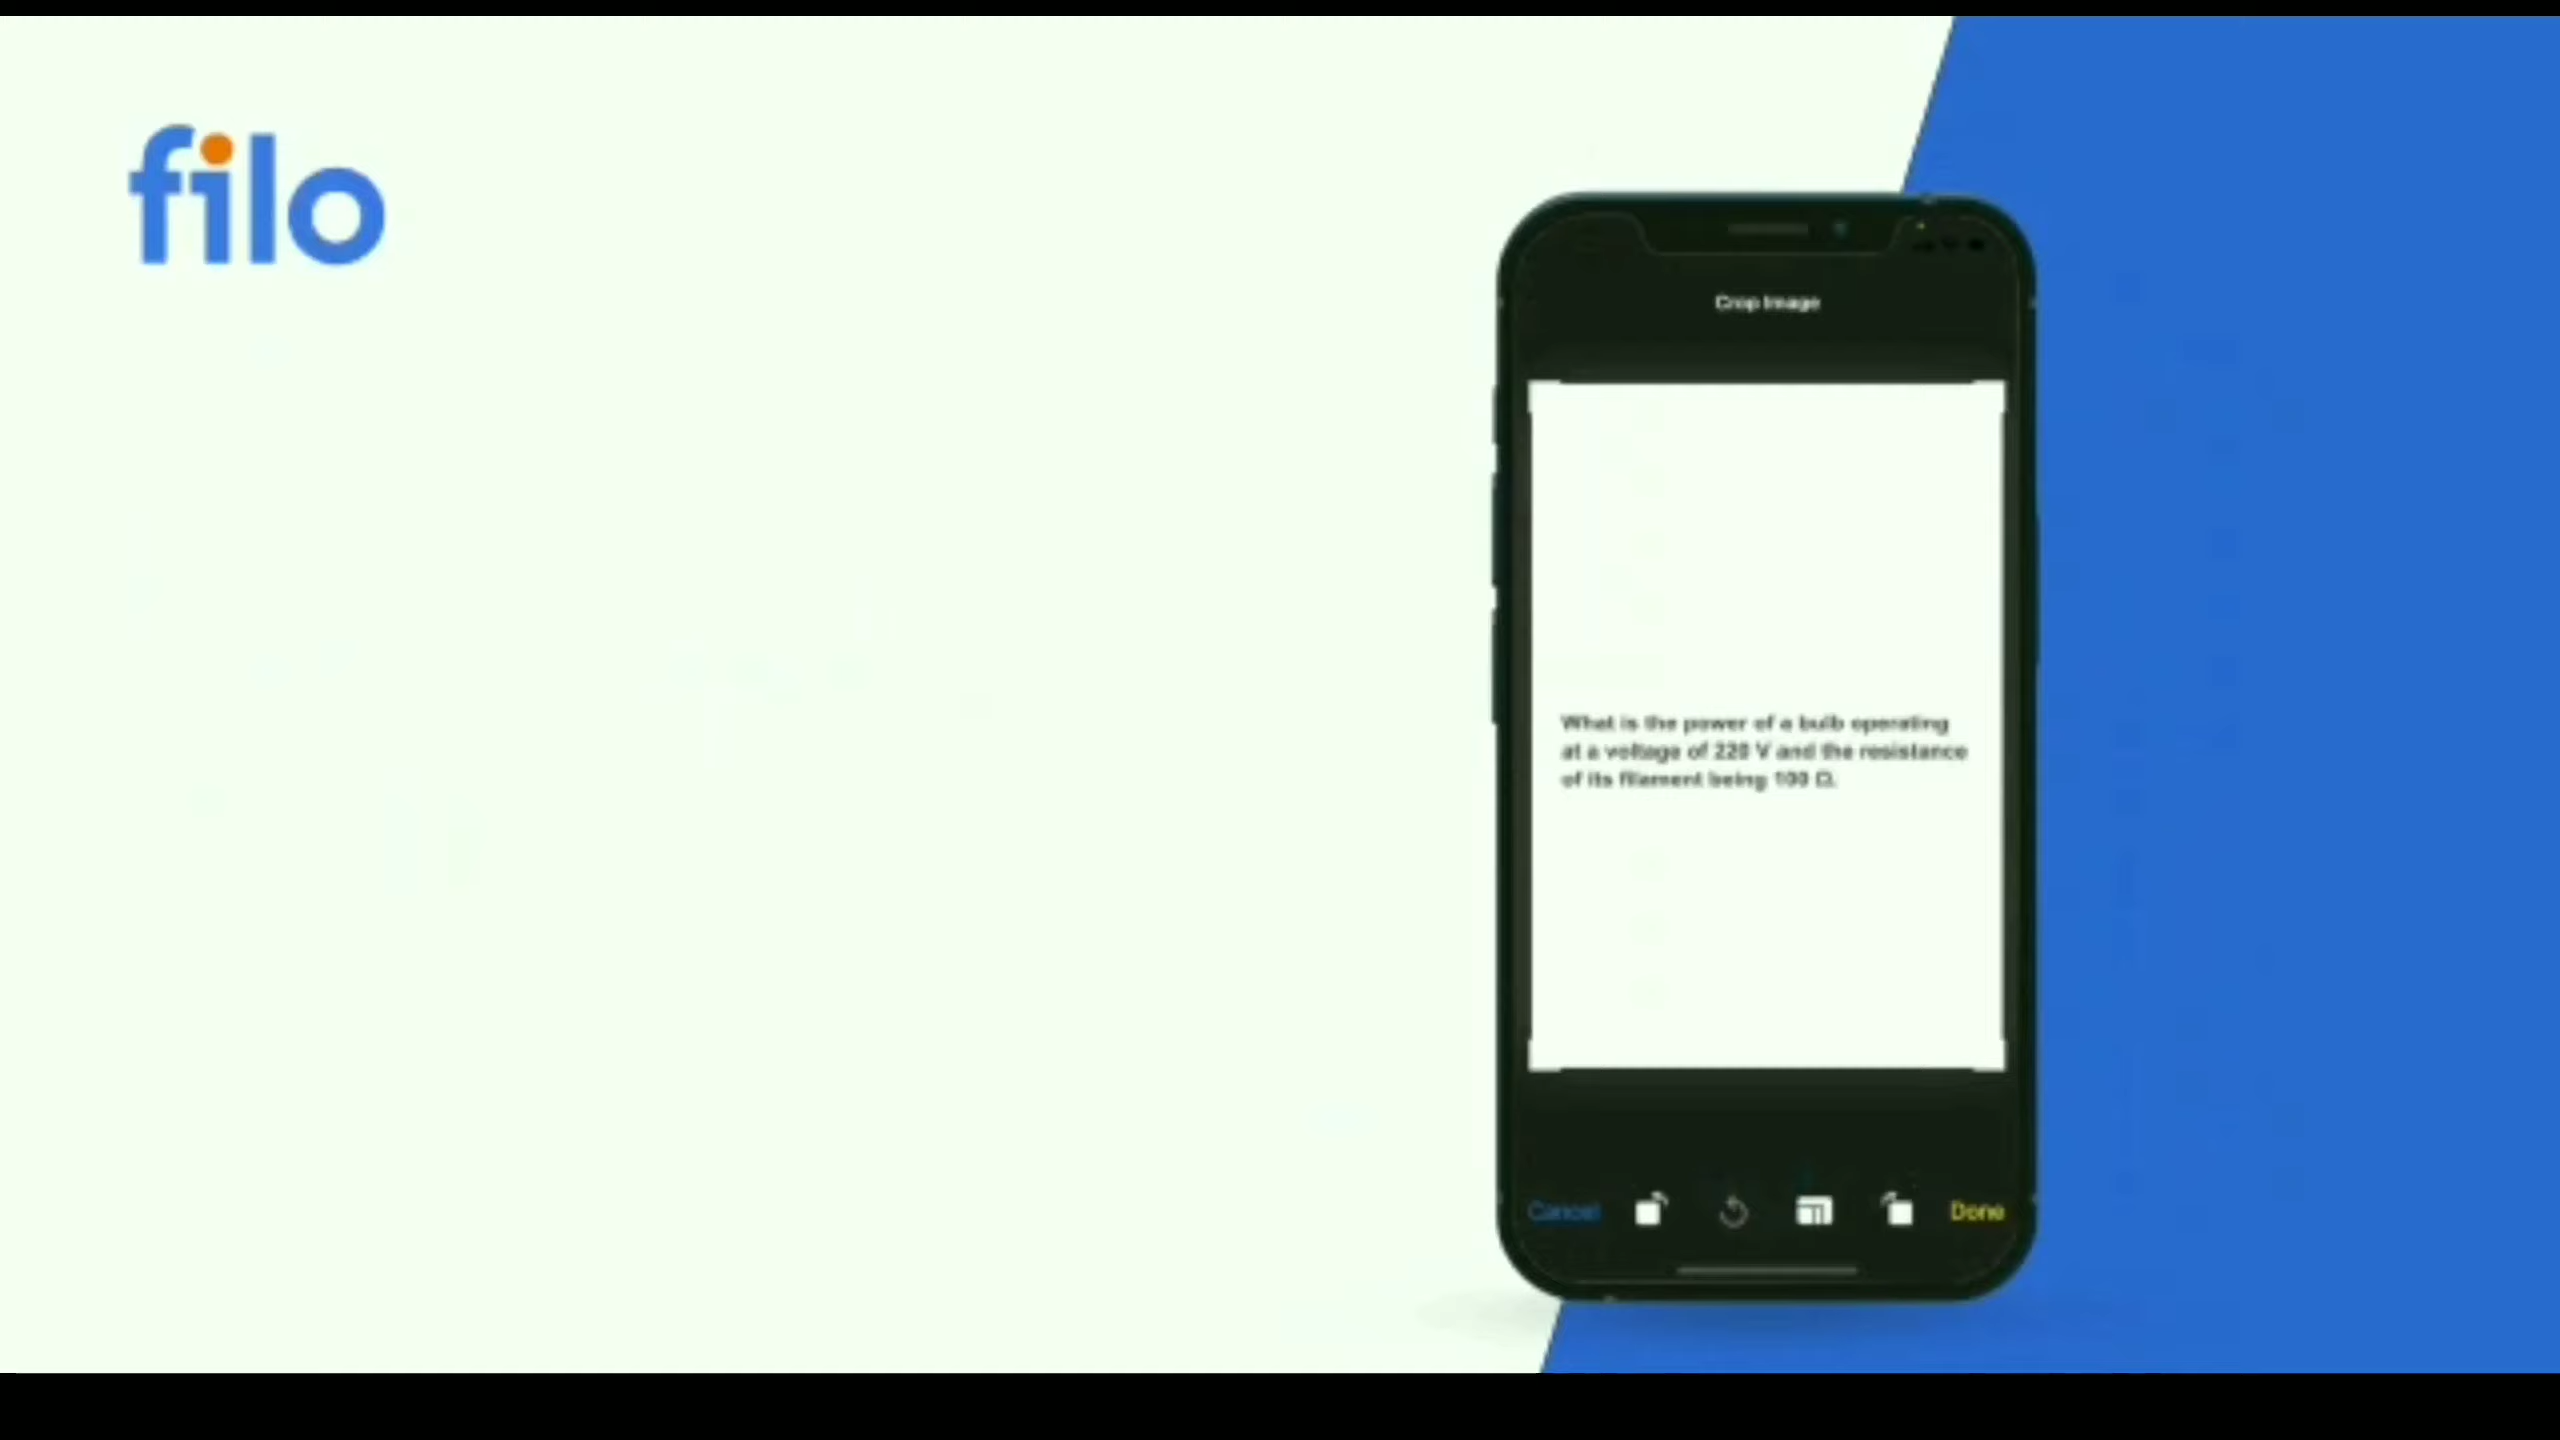 filo
Crop Image
What is the power of a bulb operating
at a voltage of 220 V and the resistance
of its filament being 100 Ω.
Cancel
Done